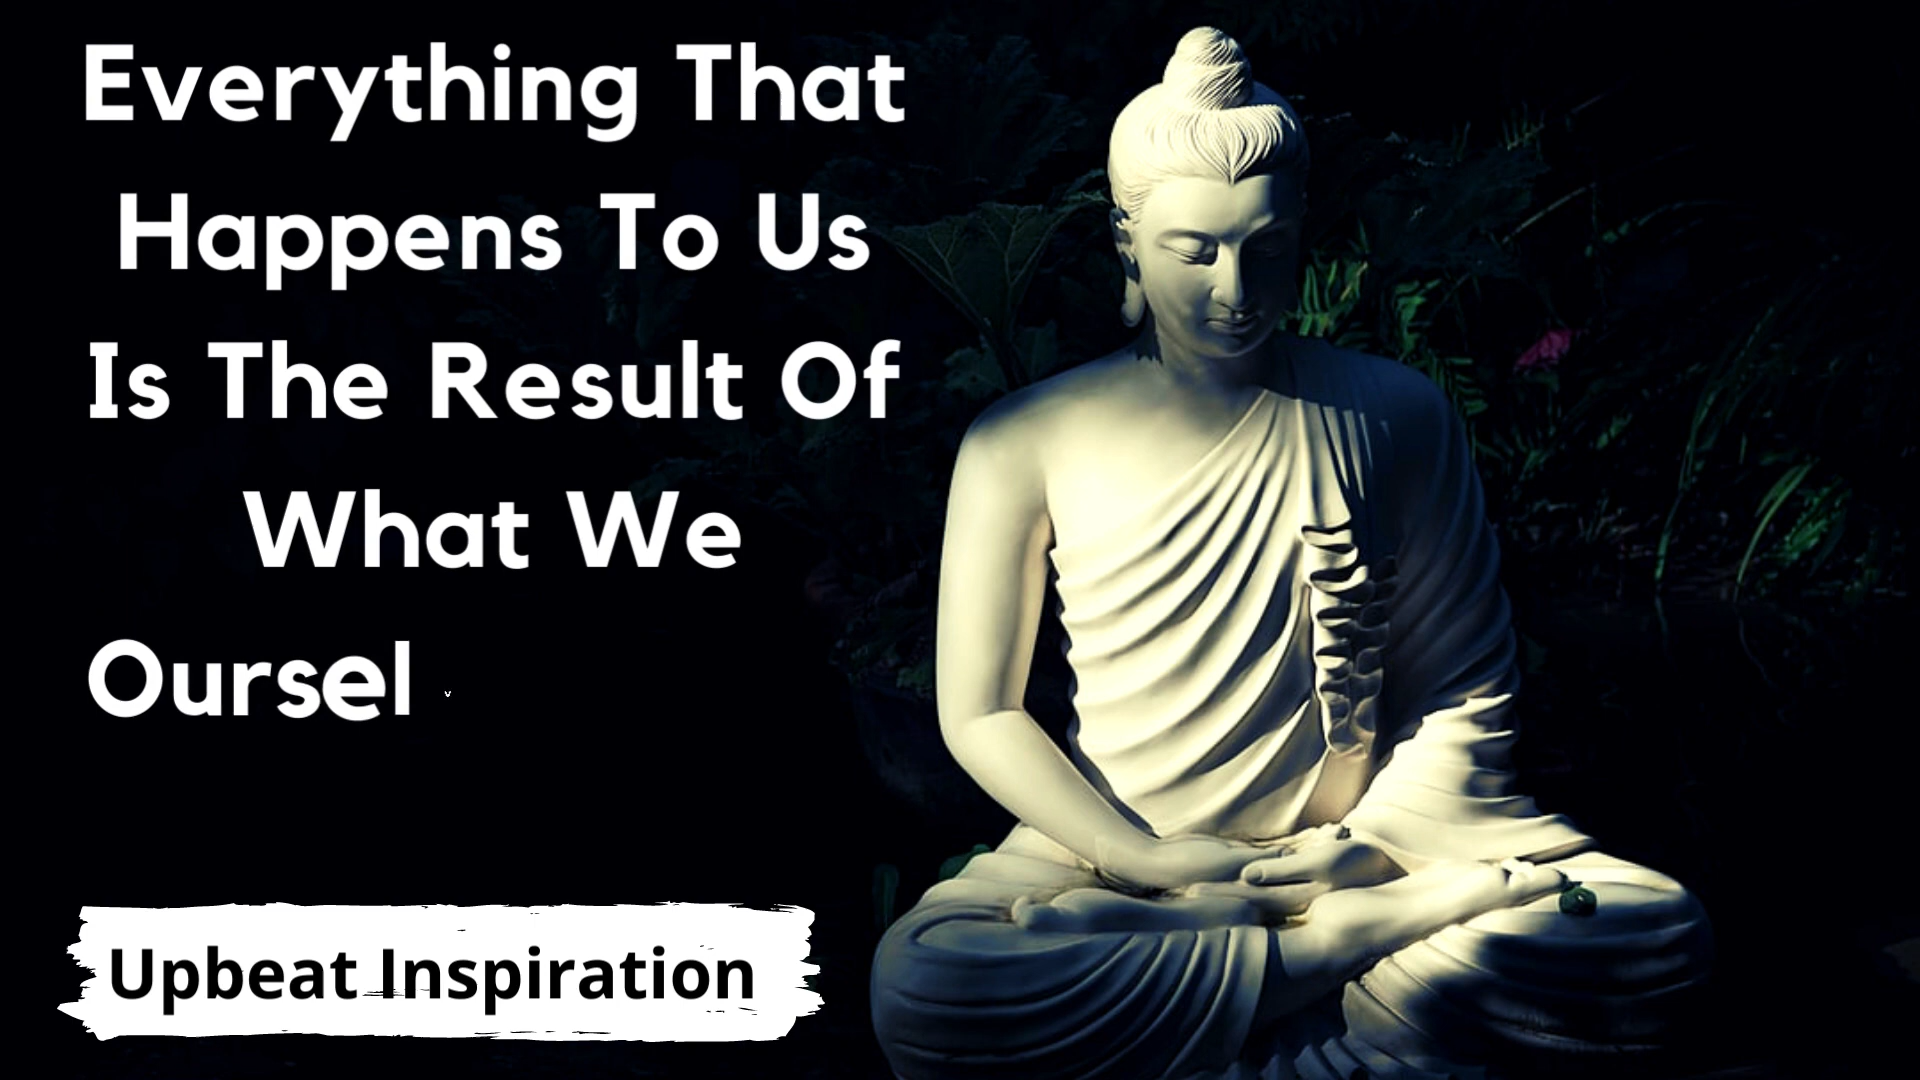 Everything That
Happens To Us
Is The Result Of
What We
Oursel
Upbeat Inspiration